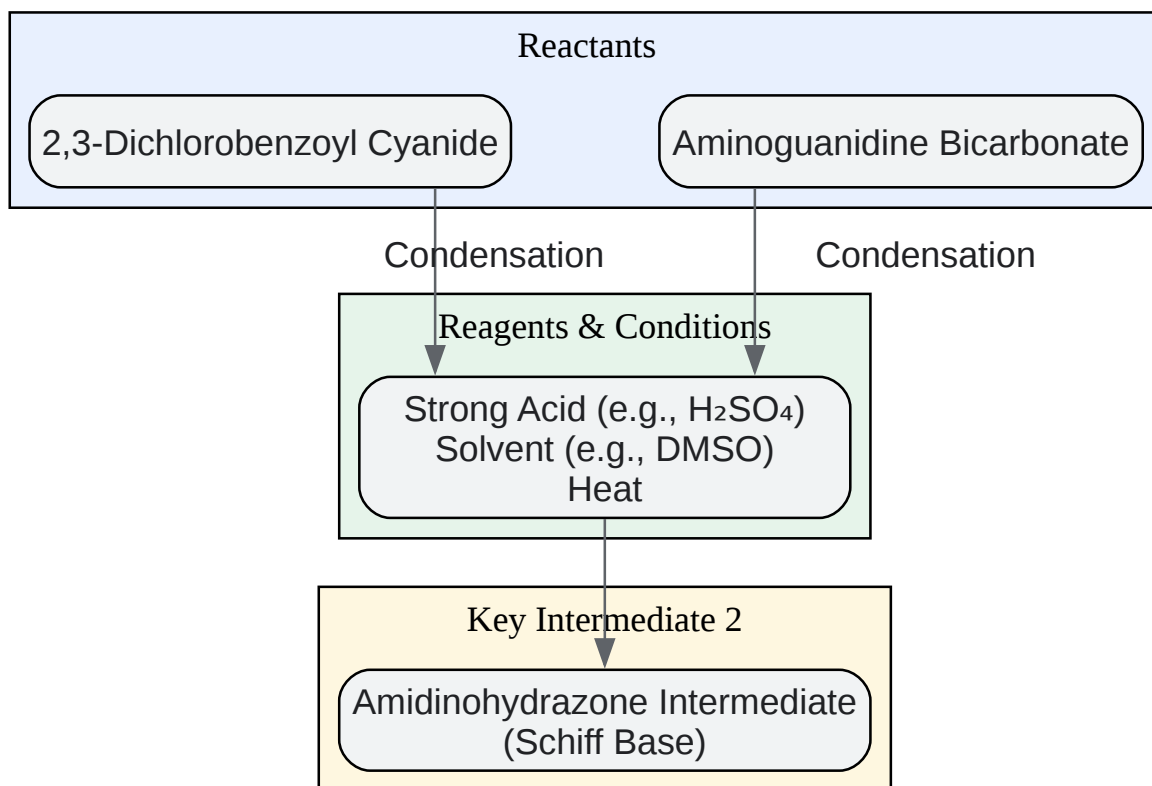 Reactants
2,3-Dichlorobenzoyl Cyanide
Aminoguanidine Bicarbonate
Condensation
Condensation
Reagents & Conditions
Strong Acid (e.g., H₂SO₄)
Solvent (e.g., DMSO)
Heat
Key Intermediate 2
Amidinohydrazone Intermediate
(Schiff Base)